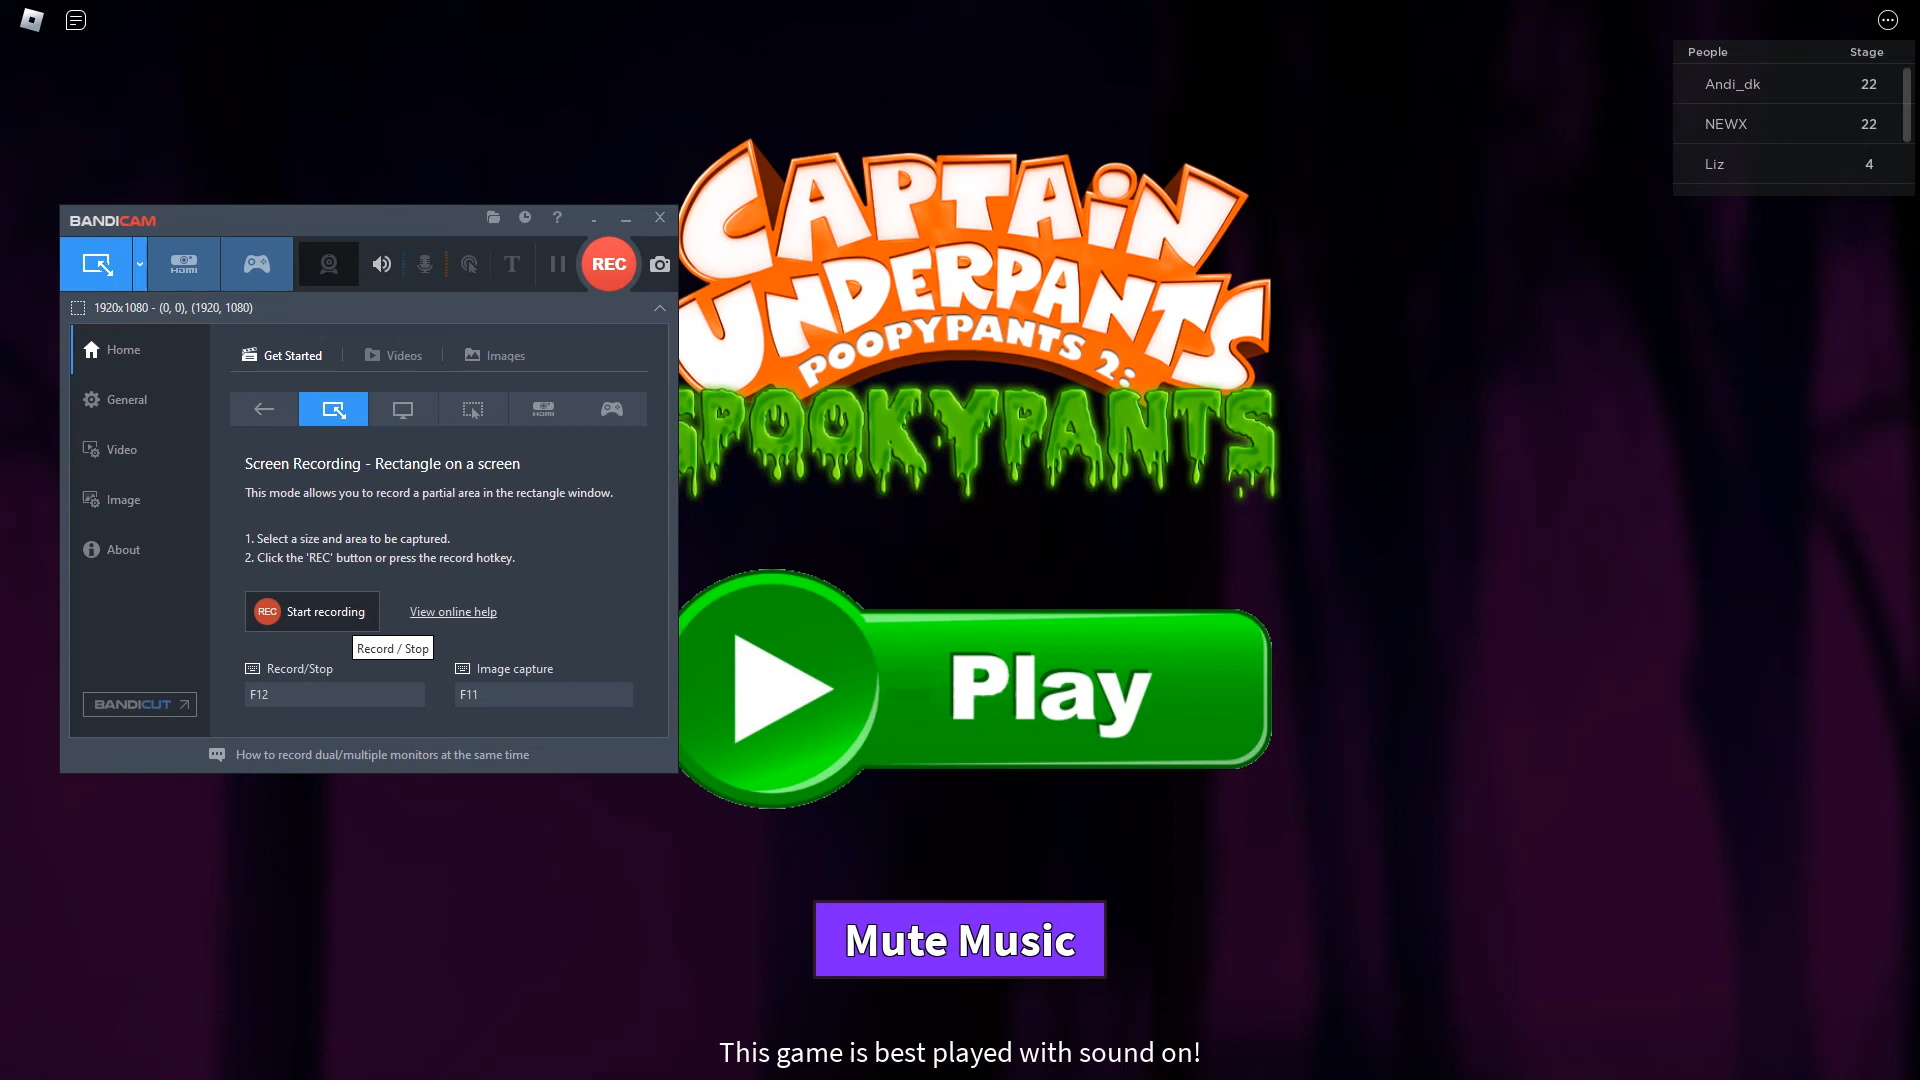 People Stage
Andi_dk 22
NEWX 22
Liz 4
CAPTAIN
UNDERPANTS
POOPYPANTS 2:
SPOOKYPANTS
BANDICAM
HDMI
T
REC
1920x1080 - (0, 0), (1920, 1080)
Home
General
Video
Image
About
BANDICUT
Get Started
Videos
Images
HDMI
Screen Recording - Rectangle on a screen
This mode allows you to record a partial area in the rectangle window.
1. Select a size and area to be captured.
2. Click the 'REC' button or press the record hotkey.
REC Start recording
View online help
Record / Stop
Record/Stop
Image capture
F12
F11
How to record dual/multiple monitors at the same time
Play
Mute Music
This game is best played with sound on!